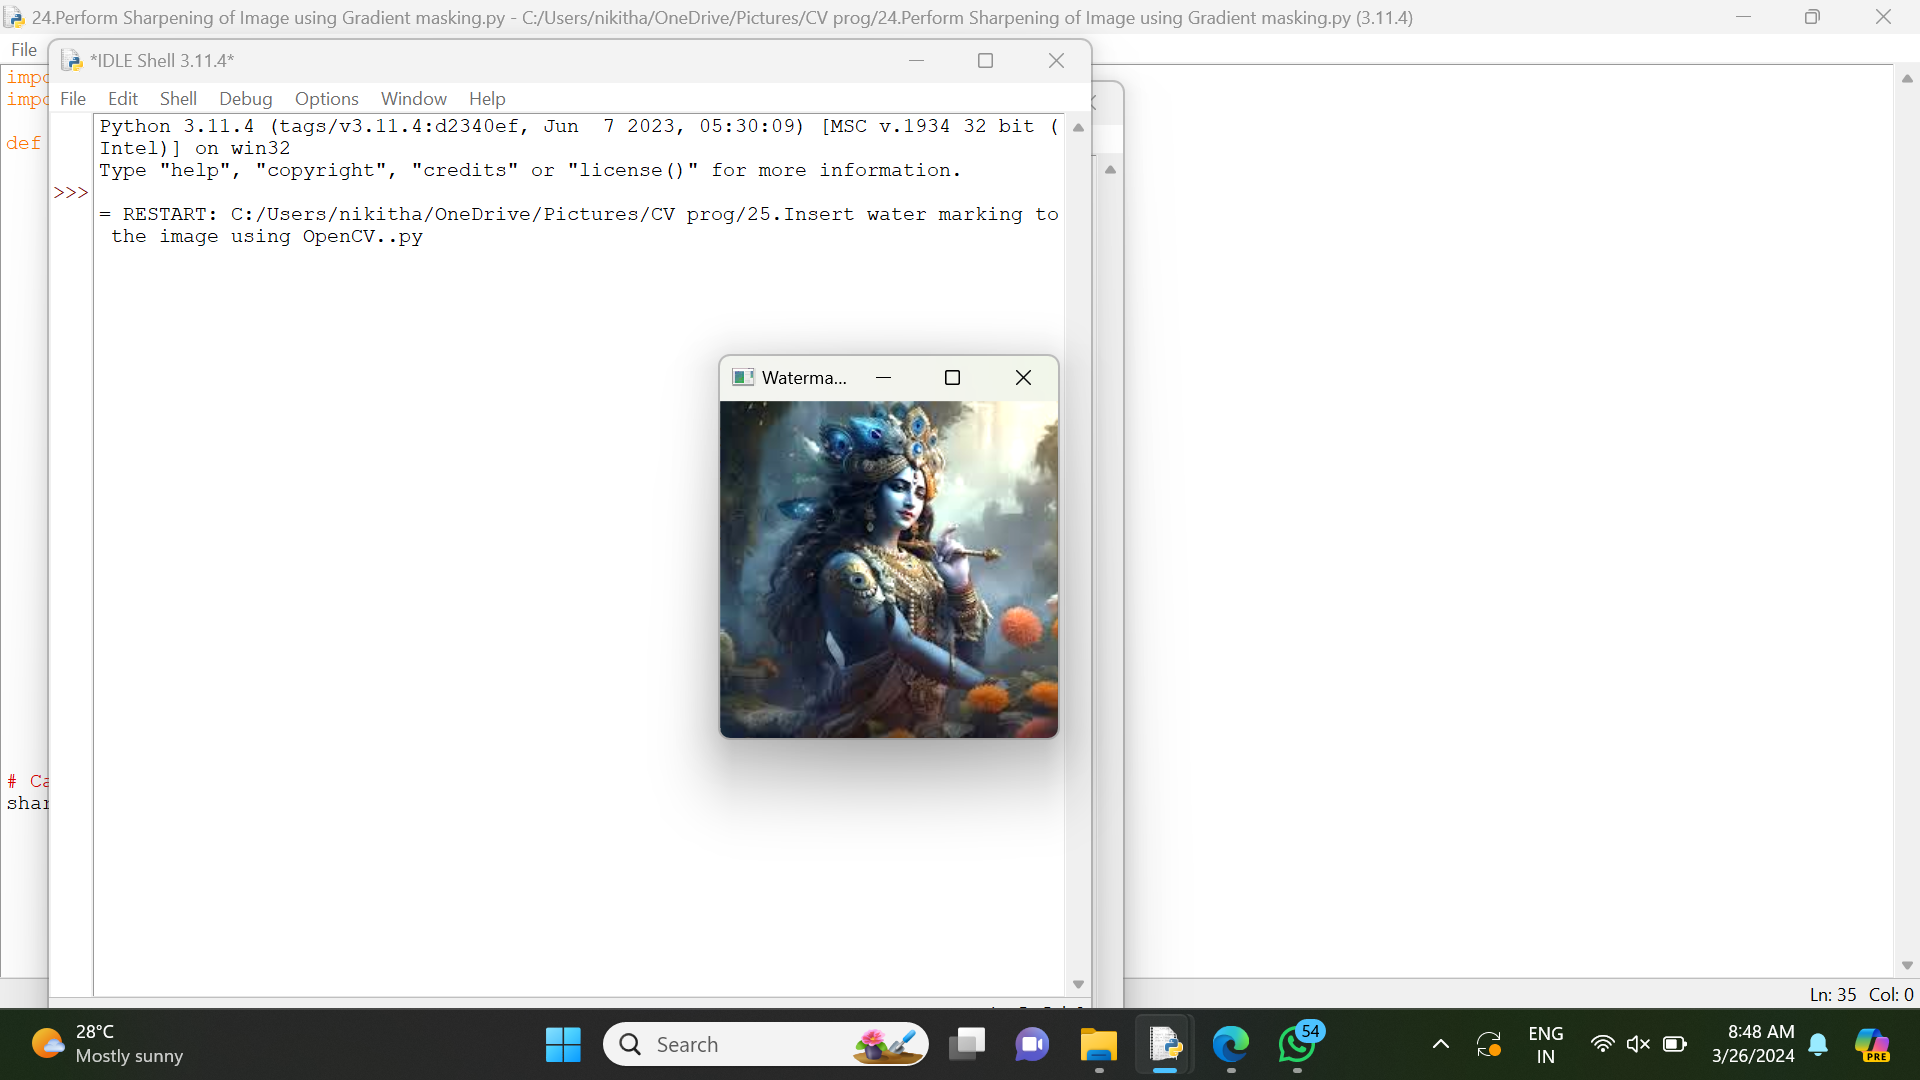 24.Perform Sharpening of Image using Gradient masking.py - C:/Users/nikitha/OneDrive/Pictures/CV prog/24.Perform Sharpening of Image using Gradient masking.py (3.11.4)
File
impo
impo
def
# Ca
shar
*IDLE Shell 3.11.4*
File Edit Shell Debug Options Window Help
Python 3.11.4 (tags/v3.11.4:d2340ef, Jun  7 2023, 05:30:09) [MSC v.1934 32 bit (
Intel)] on win32
Type "help", "copyright", "credits" or "license()" for more information.
>>>
= RESTART: C:/Users/nikitha/OneDrive/Pictures/CV prog/25.Insert water marking to
the image using OpenCV..py
Waterma...
Ln: 35 Col: 0
28°C
Mostly sunny
Search
54
ENG
IN
8:48 AM
3/26/2024
PRE